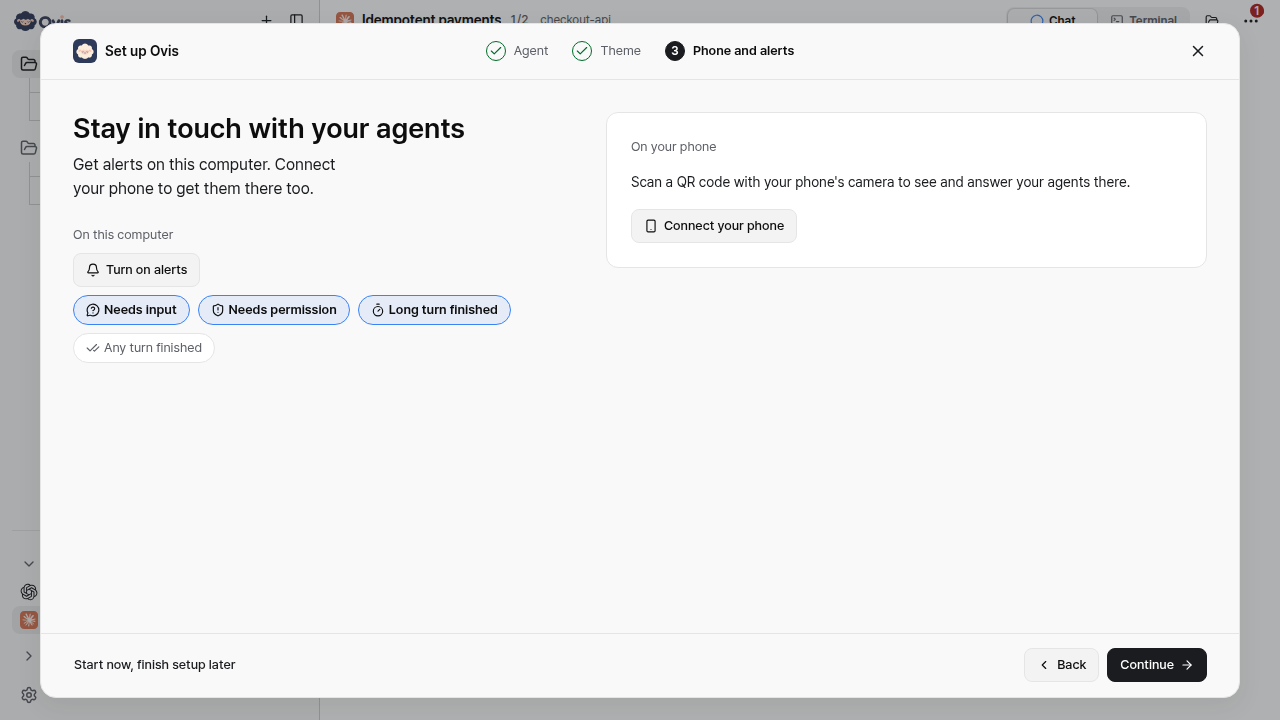 Ovis
Idempotent payments 1/2 checkout-api
Chat
Terminal
1
Set up Ovis
Agent
Theme
3 Phone and alerts
Stay in touch with your agents
Get alerts on this computer. Connect
your phone to get them there too.
On this computer
Turn on alerts
Needs input
Needs permission
Long turn finished
Any turn finished
On your phone
Scan a QR code with your phone's camera to see and answer your agents there.
Connect your phone
Start now, finish setup later
Back
Continue